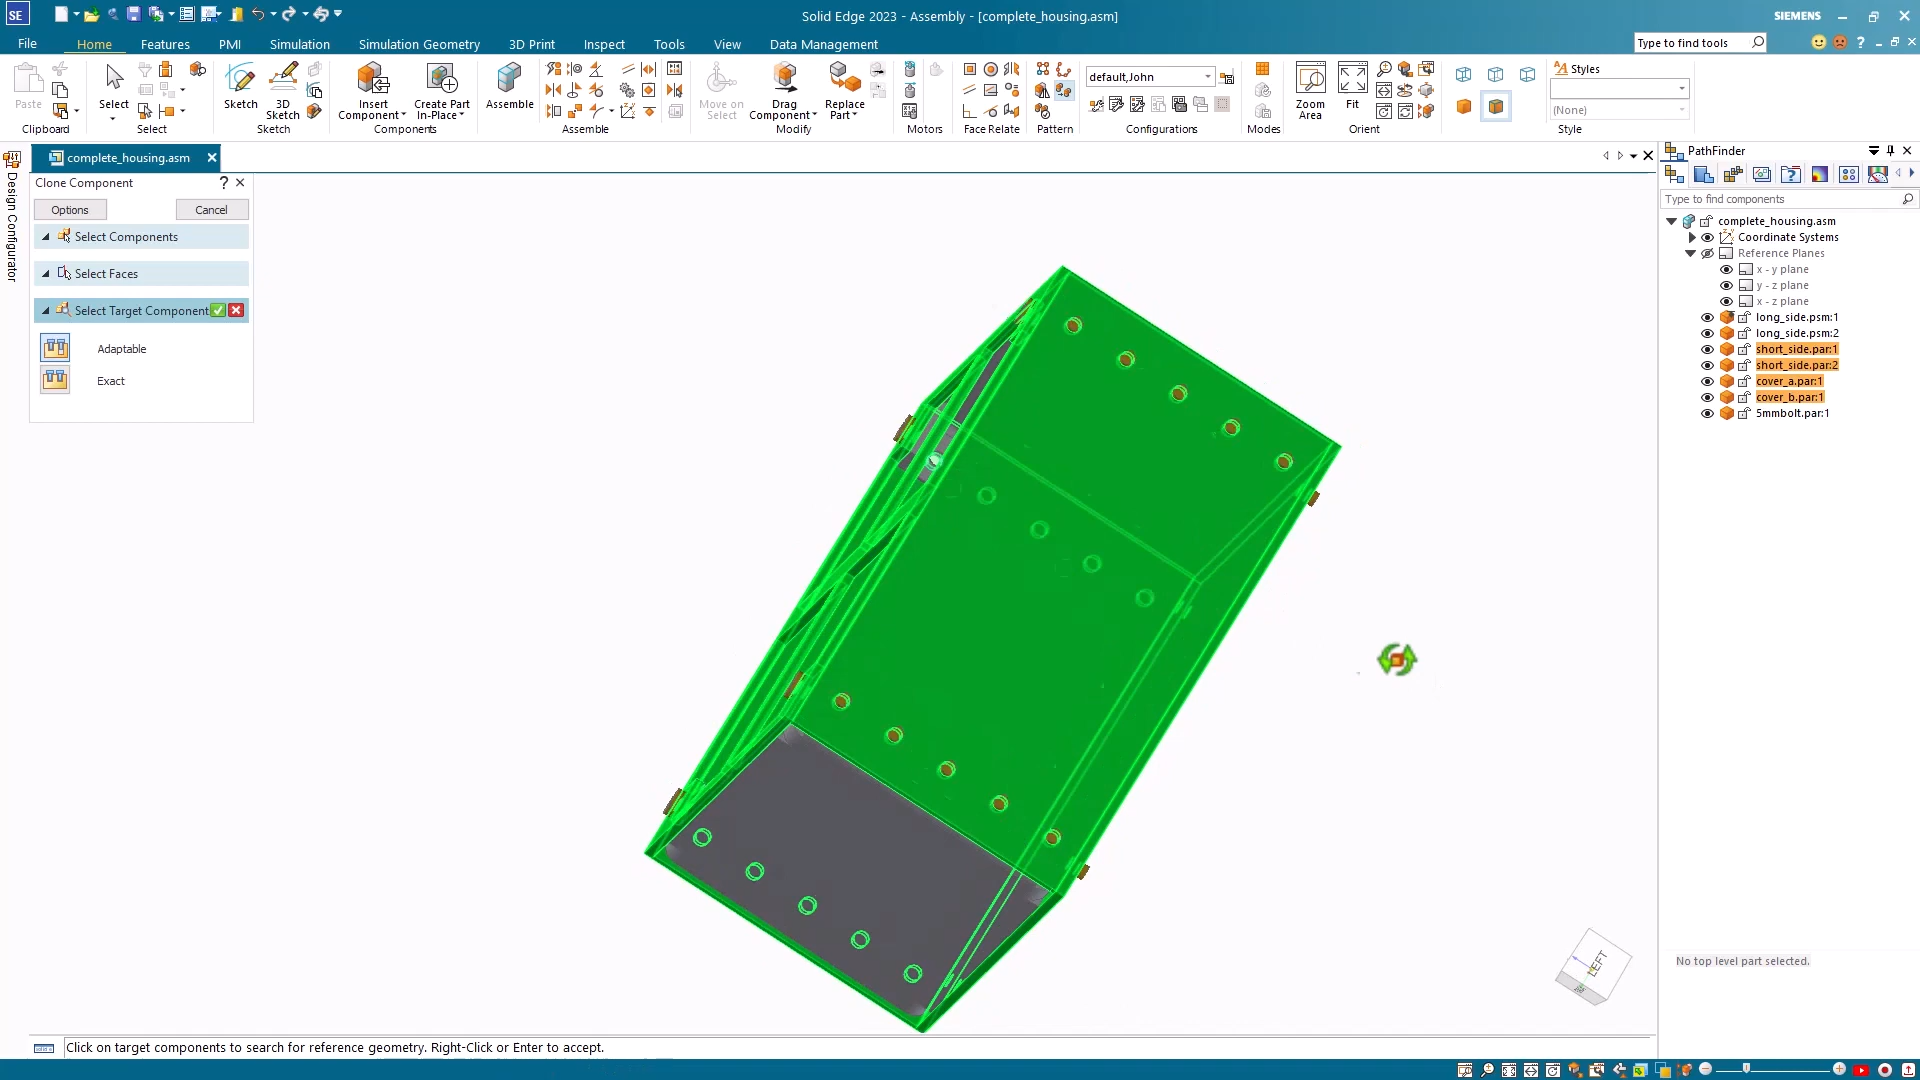 SE
Solid Edge 2023 - Assembly - [complete_housing.asm]
SIEMENS
File
Home
Features
PMI
Simulation
Simulation Geometry
3D Print
Inspect
Tools
View
Data Management
Type to find tools
Paste
Clipboard
Select
Select
Sketch
3D Sketch
Sketch
Insert Component
Create Part In-Place
Components
Assemble
Assemble
Move on Select
Drag Component
Replace Part
Modify
Motors
Face Relate
Pattern
default,John
Configurations
Modes
Zoom Area
Fit
Orient
Styles
(None)
Style
Design Configurator
complete_housing.asm
Clone Component
?
Options
Cancel
Select Components
Select Faces
Select Target Component
Adaptable
Exact
PathFinder
Type to find components
complete_housing.asm
Coordinate Systems
Reference Planes
x - y plane
y - z plane
x - z plane
long_side.psm:1
long_side.psm:2
short_side.par:1
short_side.par:2
cover_a.par:1
cover_b.par:1
5mmbolt.par:1
No top level part selected.
LEFT
Click on target components to search for reference geometry. Right-Click or Enter to accept.